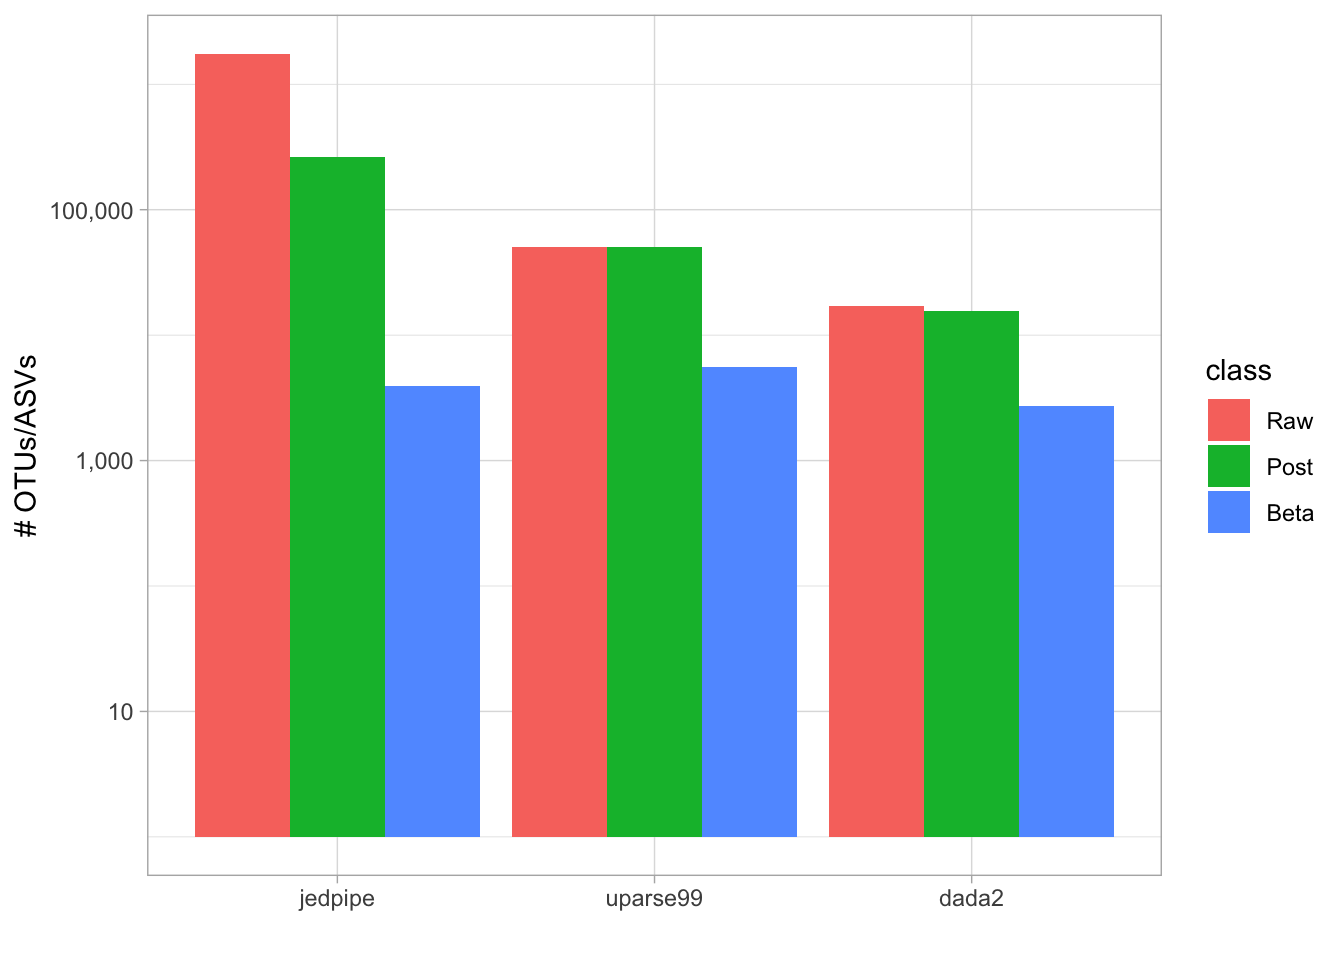 # OTUs/ASVs
100,000
1,000
10
jedpipe
uparse99
dada2
class
Raw
Post
Beta